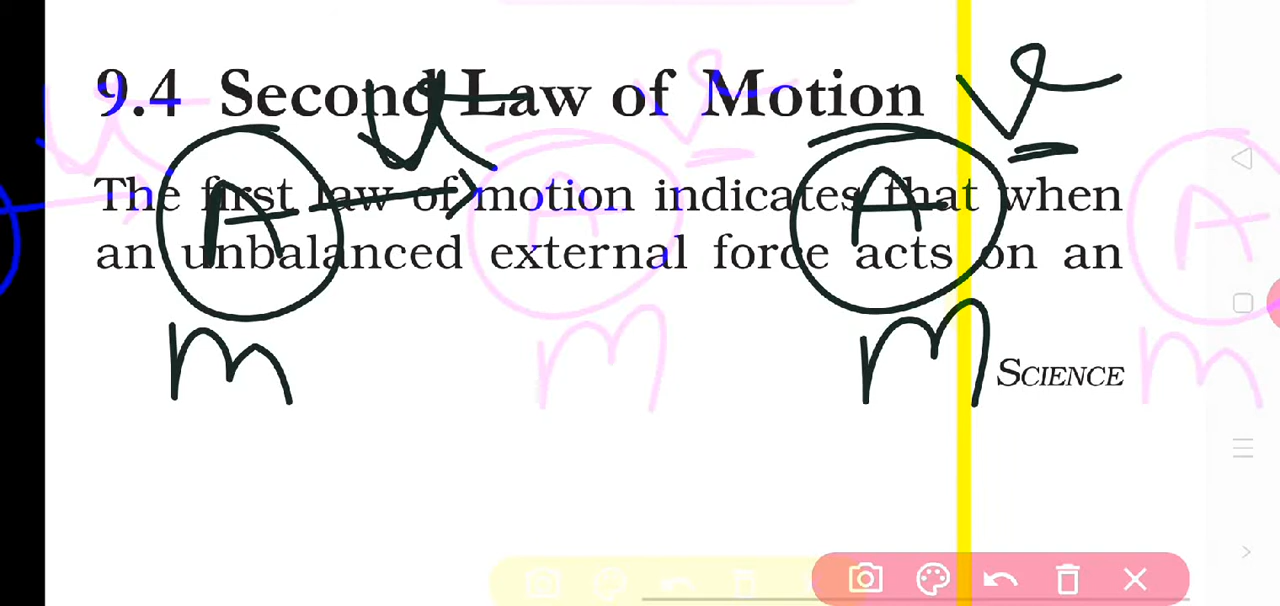 9.4 Second Law of Motion
u v
The first law of motion indicates that when
A A A A
an unbalanced external force acts on an
m m m m
SCIENCE